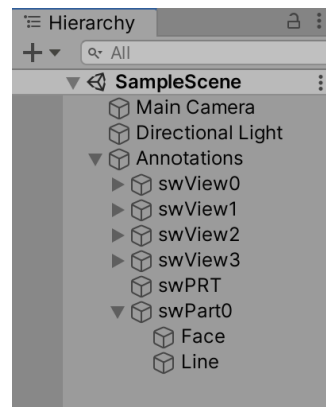 Hierarchy
All
SampleScene
Main Camera
Directional Light
Annotations
swView0
swView1
swView2
swView3
swPRT
swPart0
Face
Line